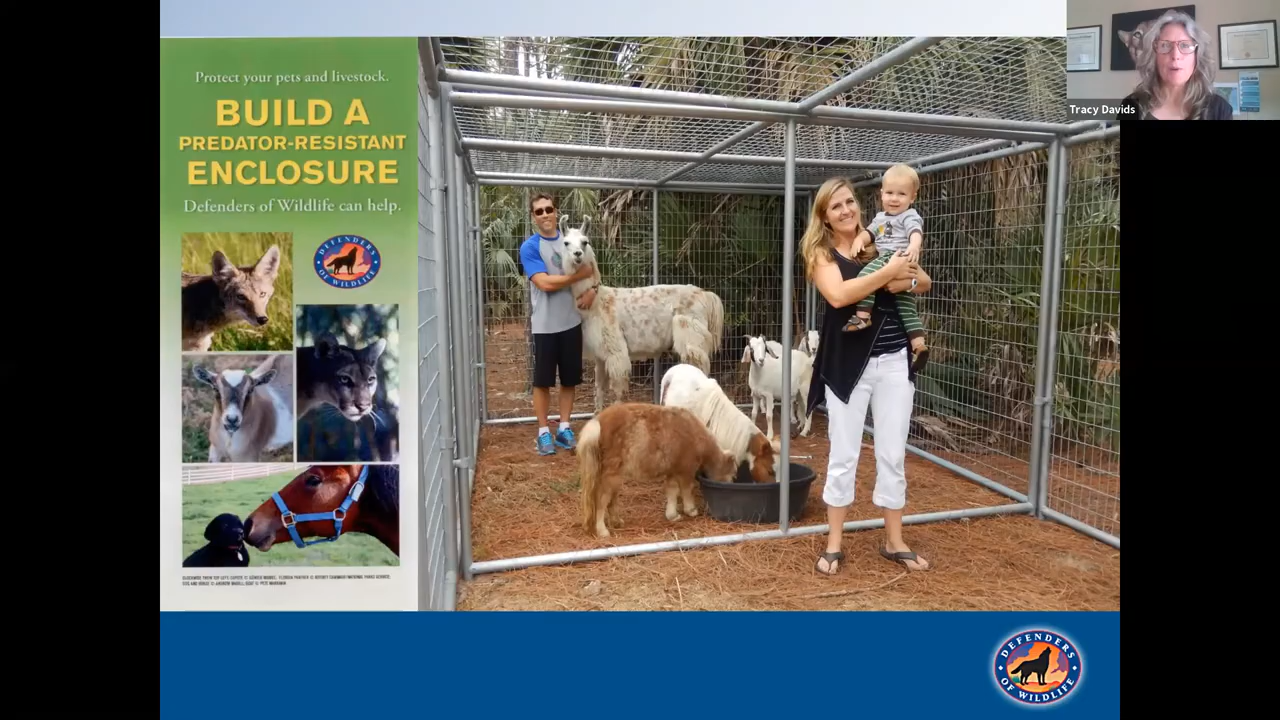 Protect your pets and livestock.
BUILD A
PREDATOR-RESISTANT
ENCLOSURE
Defenders of Wildlife can help.
DEFENDERS
OF WILDLIFE
Tracy Davids
DEFENDERS
OF WILDLIFE